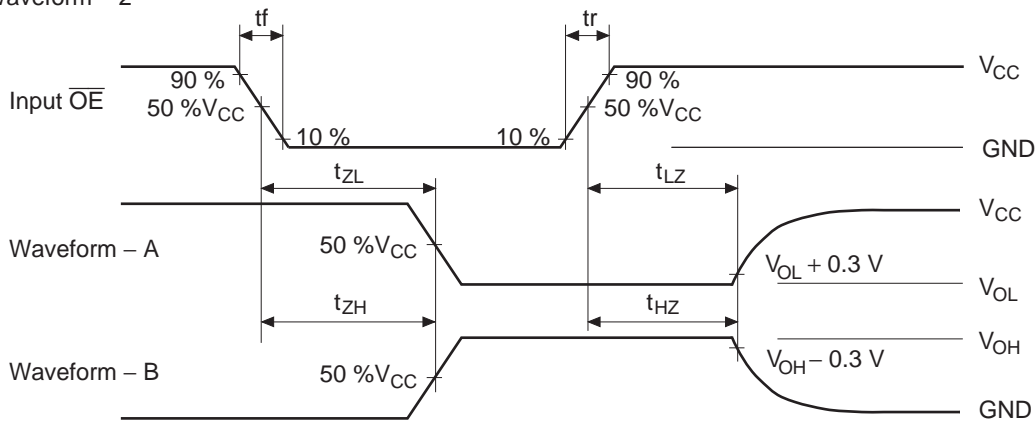 Waveform – 2
tf
tr
90 %
90 %
VCC
Input OE
50 %VCC
50 %VCC
10 %
10 %
GND
tZL
tLZ
VCC
Waveform – A
50 %VCC
VOL + 0.3 V
VOL
tZH
tHZ
VOH
Waveform – B
50 %VCC
VOH – 0.3 V
GND